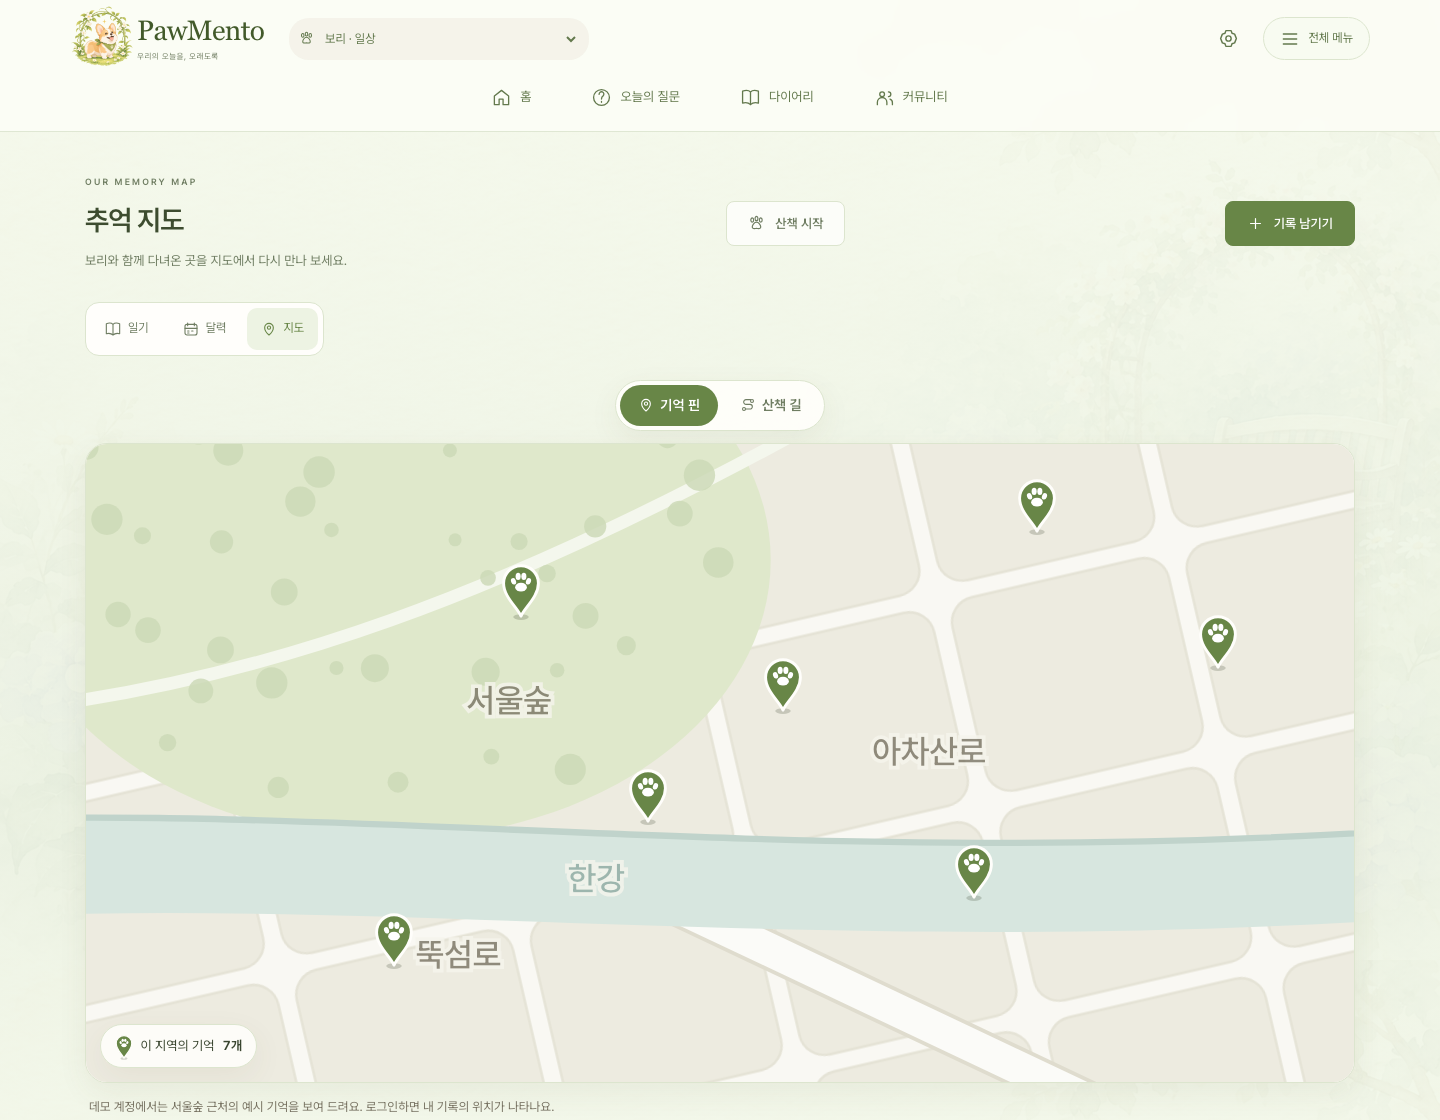 PawMento
우리의 오늘을, 오래도록
보리 · 일상
전체 메뉴
홈
오늘의 질문
다이어리
커뮤니티
OUR MEMORY MAP
추억 지도
보리와 함께 다녀온 곳을 지도에서 다시 만나 보세요.
산책 시작
기록 남기기
일기
달력
지도
기억 핀
산책 길
서울숲
아차산로
한강
뚝섬로
이 지역의 기억 7개
데모 계정에서는 서울숲 근처의 예시 기억을 보여 드려요. 로그인하면 내 기록의 위치가 나타나요.